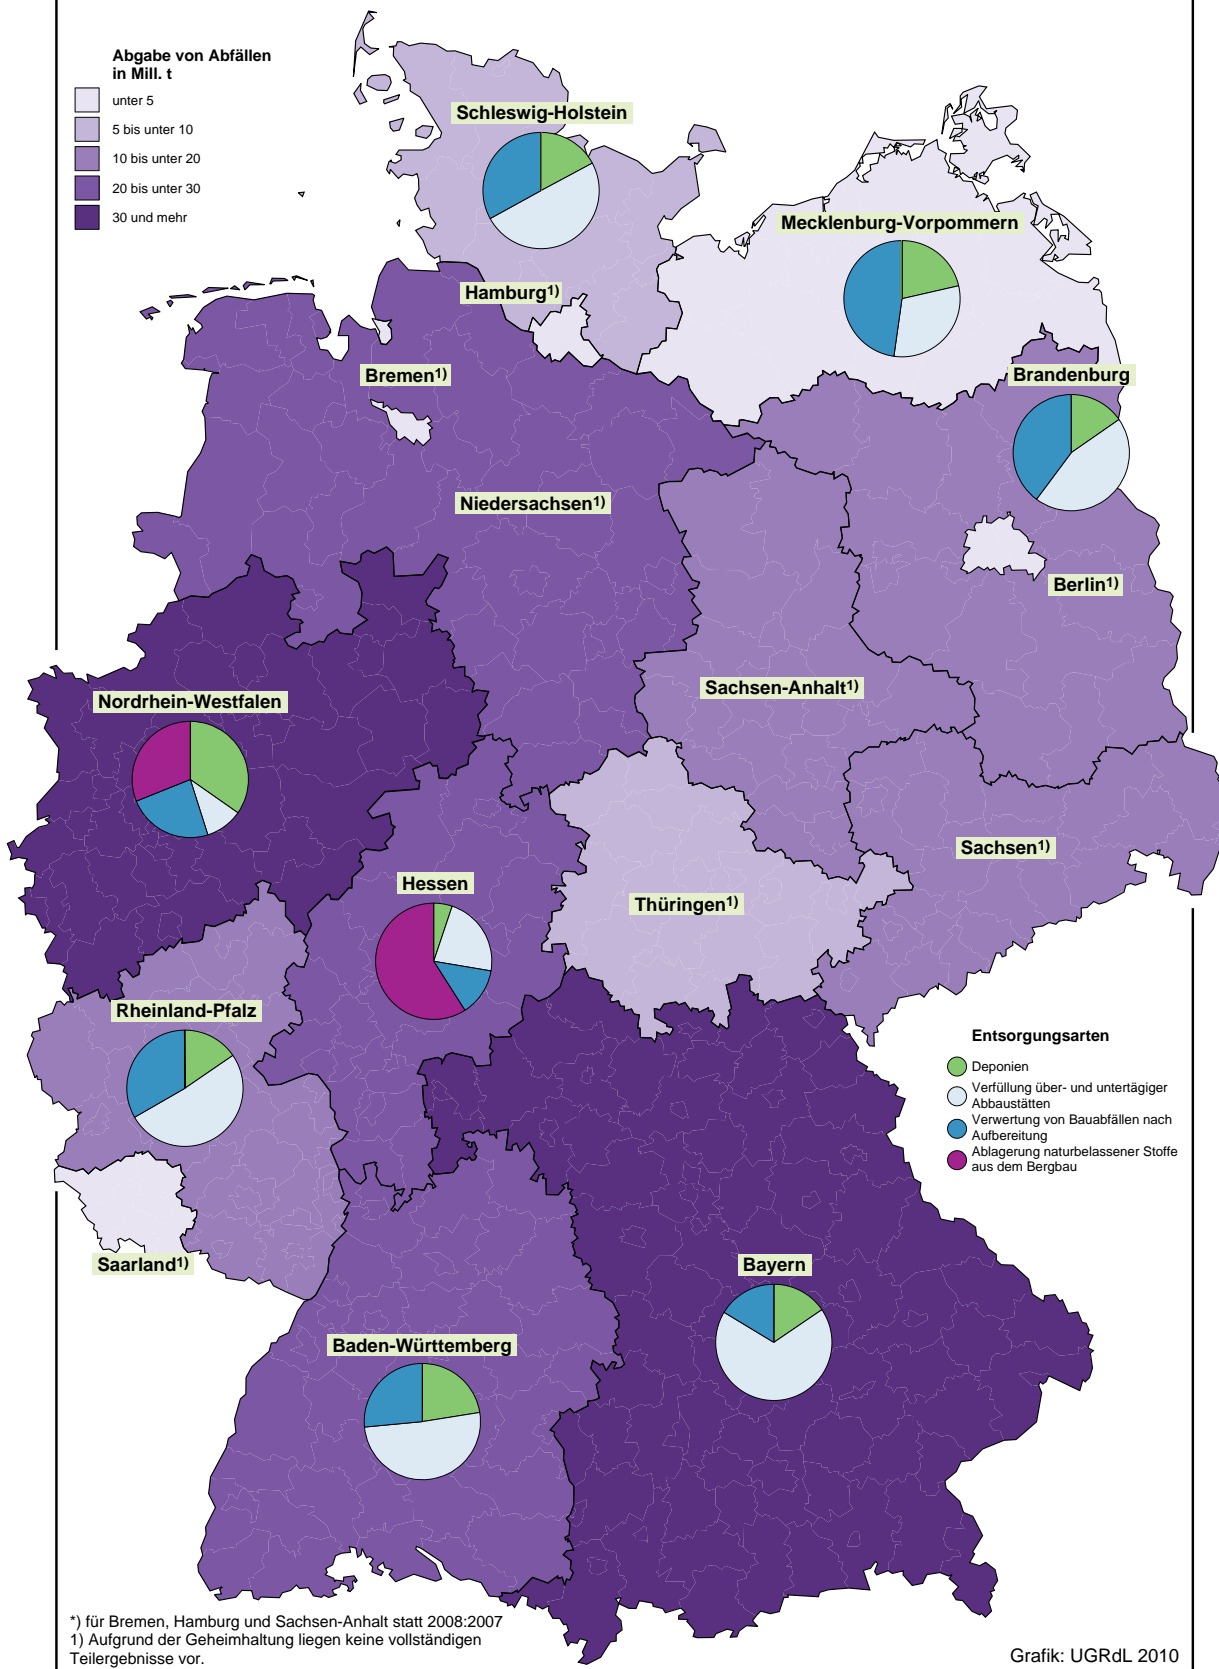 Abgabe von Abfällen
in Mill. t
unter 5
5 bis unter 10
10 bis unter 20
20 bis unter 30
30 und mehr
Schleswig-Holstein
Mecklenburg-Vorpommern
Hamburg1)
Bremen1)
Brandenburg
Niedersachsen1)
Berlin1)
Sachsen-Anhalt1)
Nordrhein-Westfalen
Sachsen1)
Hessen
Thüringen1)
Rheinland-Pfalz
Entsorgungsarten
Deponien
Verfüllung über- und untertägiger
Abbaustätten
Verwertung von Bauabfällen nach
Aufbereitung
Ablagerung naturbelassener Stoffe
aus dem Bergbau
Saarland1)
Bayern
Baden-Württemberg
*) für Bremen, Hamburg und Sachsen-Anhalt statt 2008:2007
1) Aufgrund der Geheimhaltung liegen keine vollständigen
Teilergebnisse vor.
Grafik: UGRdL 2010